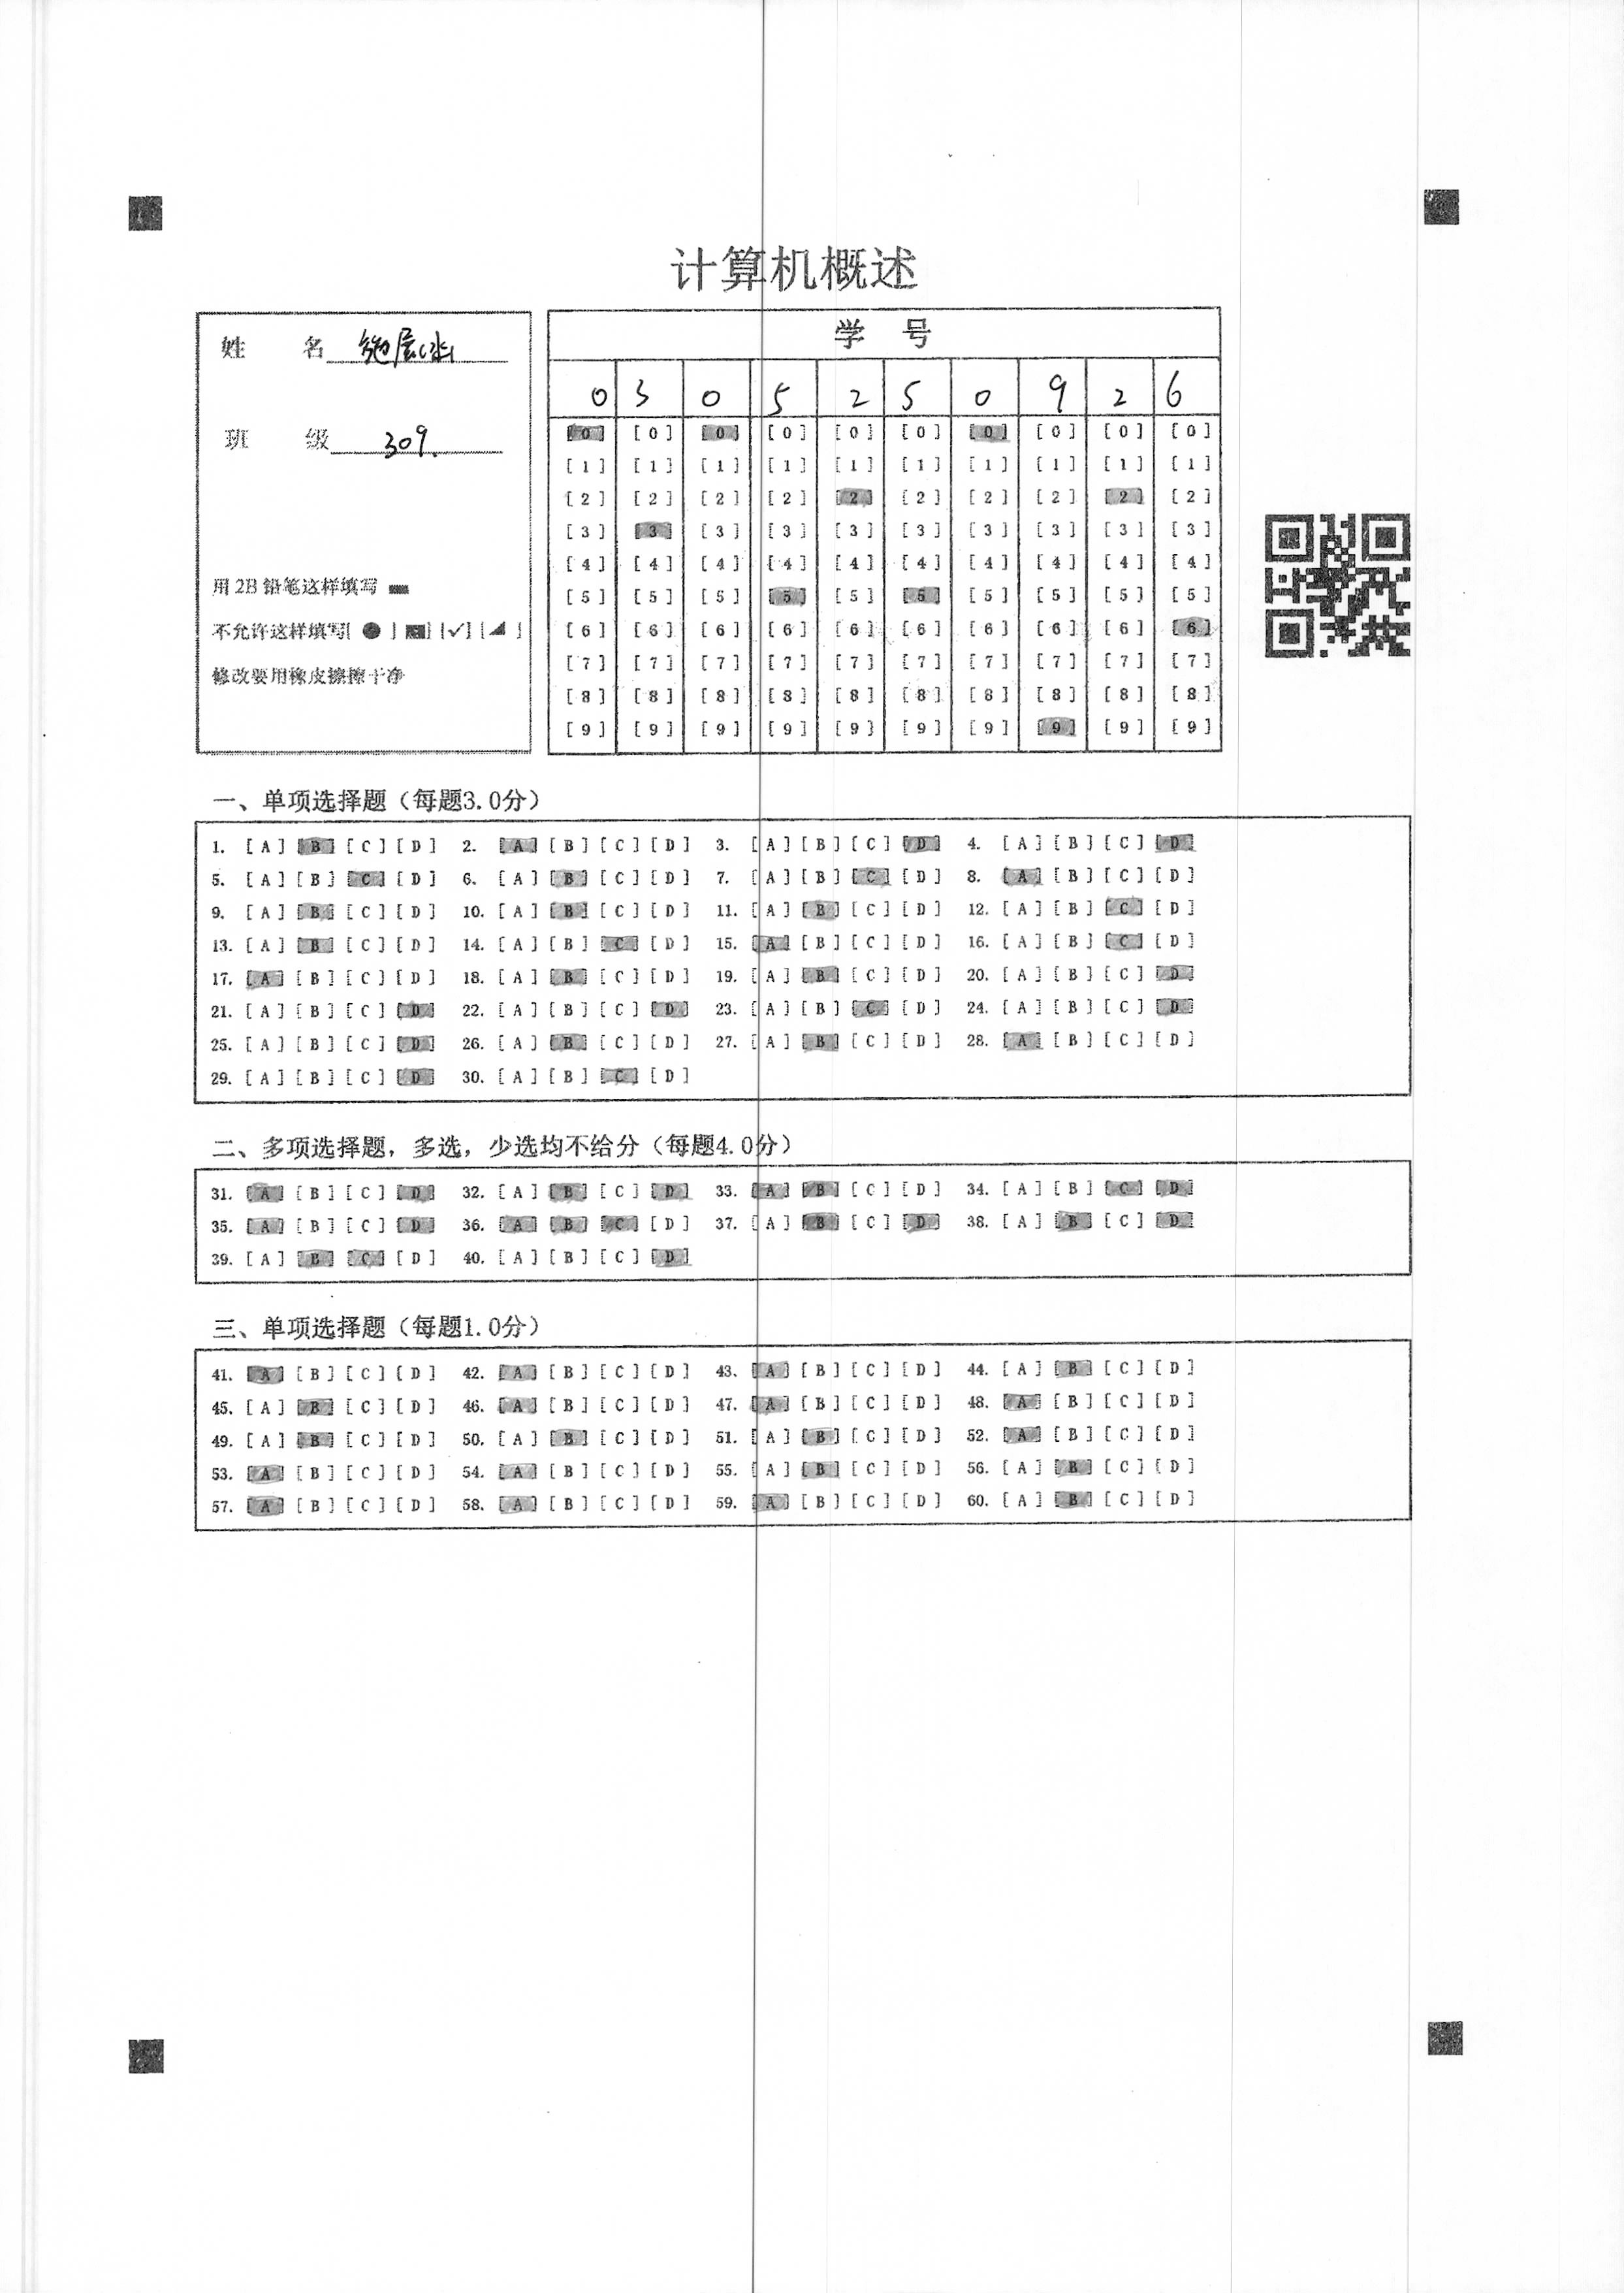 计算机概述
姓 名
班 级 309.
用2B铅笔这样填写
不允许这样填写[ ● ] [ ] [✓] [◢ ]
修改要用橡皮擦擦干净
学 号
0 3 0 5 2 5 0 9 2 6
[0] [0] [0] [0] [0] [0] [0] [0] [0] [0]
[1] [1] [1] [1] [1] [1] [1] [1] [1] [1]
[2] [2] [2] [2] [2] [2] [2] [2] [2] [2]
[3] [3] [3] [3] [3] [3] [3] [3] [3] [3]
[4] [4] [4] [4] [4] [4] [4] [4] [4] [4]
[5] [5] [5] [5] [5] [5] [5] [5] [5] [5]
[6] [6] [6] [6] [6] [6] [6] [6] [6] [6]
[7] [7] [7] [7] [7] [7] [7] [7] [7] [7]
[8] [8] [8] [8] [8] [8] [8] [8] [8] [8]
[9] [9] [9] [9] [9] [9] [9] [9] [9] [9]
一、单项选择题（每题3.0分）
1. [A] [B] [C] [D] 2. [A] [B] [C] [D] 3. [A] [B] [C] [D] 4. [A] [B] [C] [D]
5. [A] [B] [C] [D] 6. [A] [B] [C] [D] 7. [A] [B] [C] [D] 8. [A] [B] [C] [D]
9. [A] [B] [C] [D] 10. [A] [B] [C] [D] 11. [A] [B] [C] [D] 12. [A] [B] [C] [D]
13. [A] [B] [C] [D] 14. [A] [B] [C] [D] 15. [A] [B] [C] [D] 16. [A] [B] [C] [D]
17. [A] [B] [C] [D] 18. [A] [B] [C] [D] 19. [A] [B] [C] [D] 20. [A] [B] [C] [D]
21. [A] [B] [C] [D] 22. [A] [B] [C] [D] 23. [A] [B] [C] [D] 24. [A] [B] [C] [D]
25. [A] [B] [C] [D] 26. [A] [B] [C] [D] 27. [A] [B] [C] [D] 28. [A] [B] [C] [D]
29. [A] [B] [C] [D] 30. [A] [B] [C] [D]
二、多项选择题，多选，少选均不给分（每题4.0分）
31. [A] [B] [C] [D] 32. [A] [B] [C] [D] 33. [A] [B] [C] [D] 34. [A] [B] [C] [D]
35. [A] [B] [C] [D] 36. [A] [B] [C] [D] 37. [A] [B] [C] [D] 38. [A] [B] [C] [D]
39. [A] [B] [C] [D] 40. [A] [B] [C] [D]
三、单项选择题（每题1.0分）
41. [A] [B] [C] [D] 42. [A] [B] [C] [D] 43. [A] [B] [C] [D] 44. [A] [B] [C] [D]
45. [A] [B] [C] [D] 46. [A] [B] [C] [D] 47. [A] [B] [C] [D] 48. [A] [B] [C] [D]
49. [A] [B] [C] [D] 50. [A] [B] [C] [D] 51. [A] [B] [C] [D] 52. [A] [B] [C] [D]
53. [A] [B] [C] [D] 54. [A] [B] [C] [D] 55. [A] [B] [C] [D] 56. [A] [B] [C] [D]
57. [A] [B] [C] [D] 58. [A] [B] [C] [D] 59. [A] [B] [C] [D] 60. [A] [B] [C] [D]